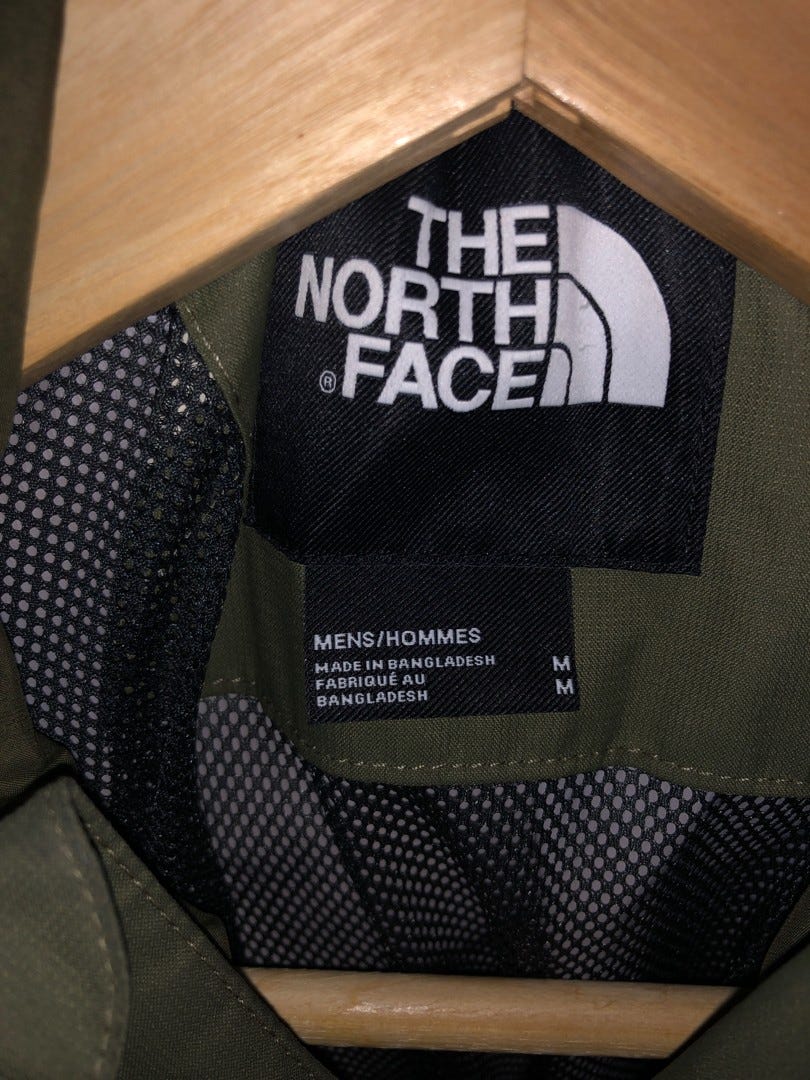 THE
NORTH
® FACE
MENS/HOMMES
MADE IN BANGLADESH M
FABRIQUÉ AU M
BANGLADESH